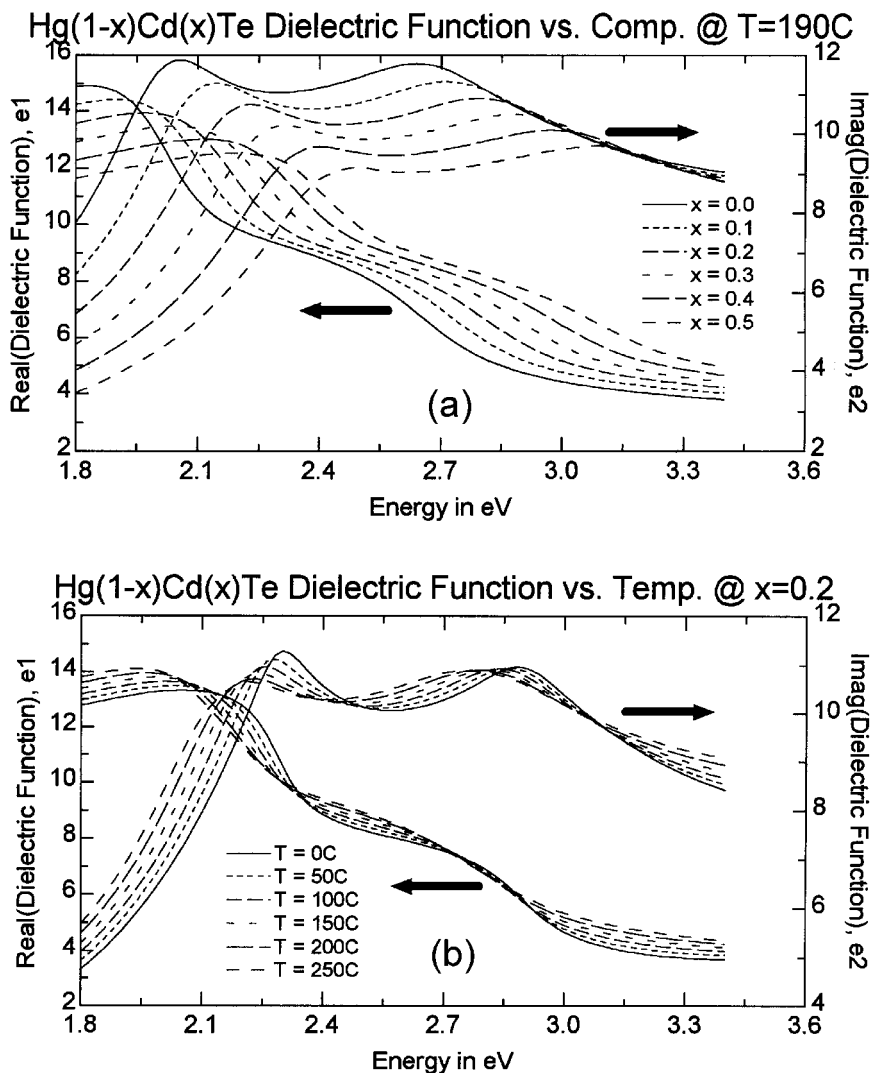 Hg(1-x)Cd(x)Te Dielectric Function vs. Comp. @ T=190C
Real(Dielectric Function), e1
16
14
12
10
8
6
4
2
Imag(Dielectric Function), e2
12
10
8
6
4
2
x = 0.0
x = 0.1
x = 0.2
x = 0.3
x = 0.4
x = 0.5
(a)
1.8 2.1 2.4 2.7 3.0 3.3 3.6
Energy in eV
Hg(1-x)Cd(x)Te Dielectric Function vs. Temp. @ x=0.2
Real(Dielectric Function), e1
16
14
12
10
8
6
4
2
Imag(Dielectric Function), e2
12
10
8
6
4
T = 0C
T = 50C
T = 100C
T = 150C
T = 200C
T = 250C
(b)
1.8 2.1 2.4 2.7 3.0 3.3 3.6
Energy in eV